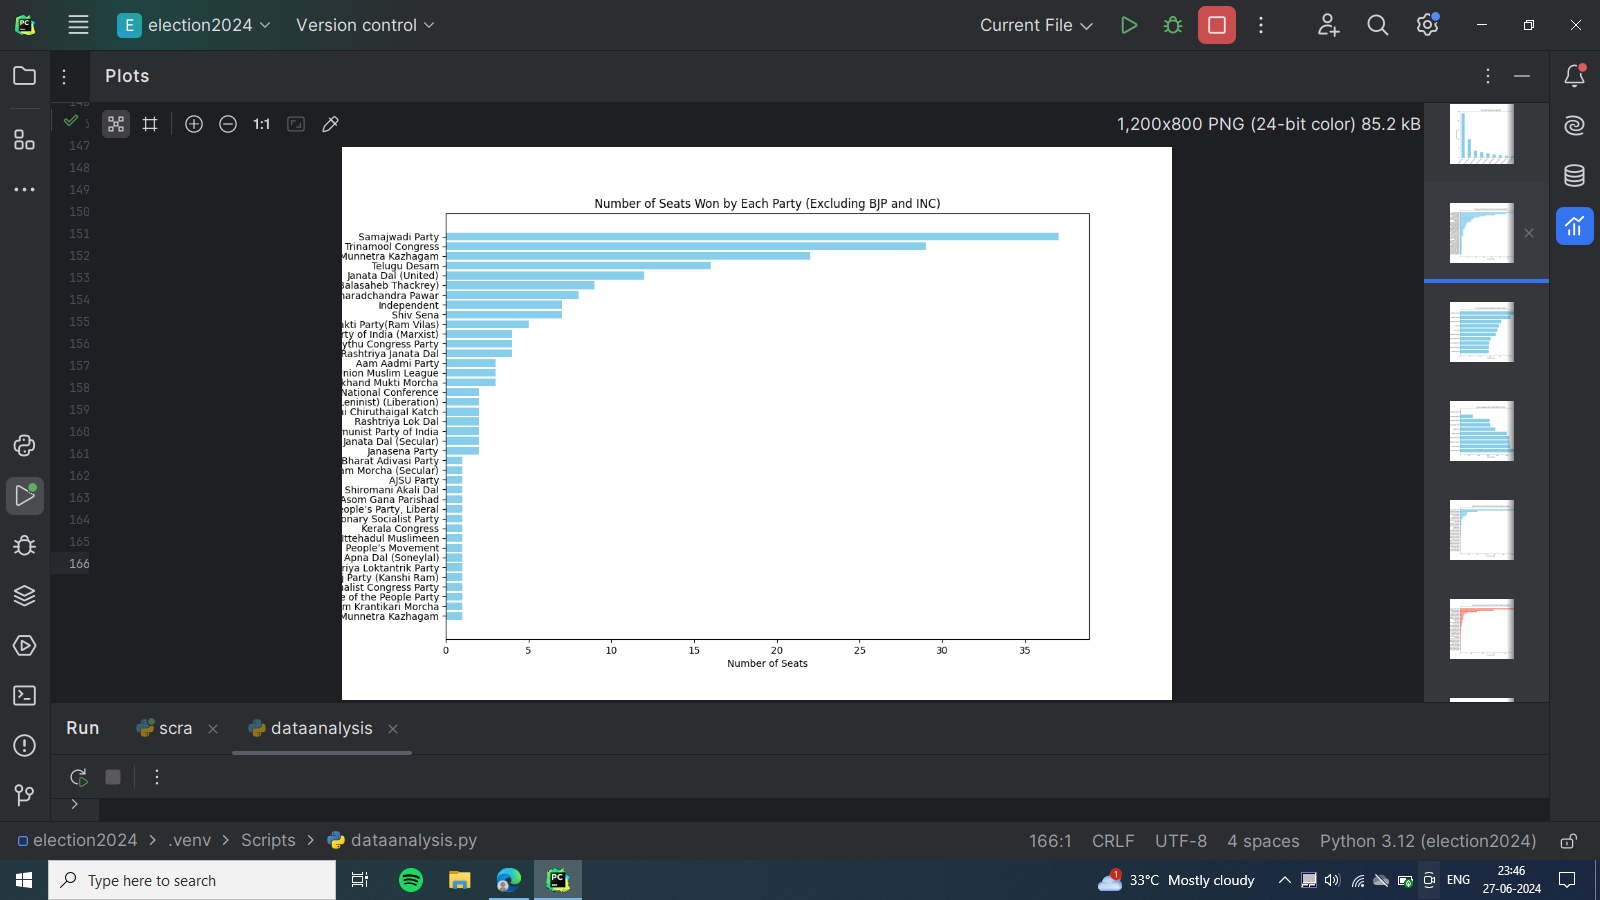 E election2024 Version control Current File
Plots
1:1 1,200x800 PNG (24-bit color) 85.2 kB
147
148
149
150
151
152
153
154
155
156
157
158
159
160
161
162
163
164
165
166
Number of Seats Won by Each Party (Excluding BJP and INC)
Samajwadi Party
Trinamool Congress
Munnetra Kazhagam
Telugu Desam
Janata Dal (United)
Balasaheb Thackrey)
haradchandra Pawar
Independent
Shiv Sena
kti Party(Ram Vilas)
rty of India (Marxist)
ythu Congress Party
Rashtriya Janata Dal
Aam Aadmi Party
nion Muslim League
khand Mukti Morcha
National Conference
Leninist) (Liberation)
ai Chiruthaigal Katch
Rashtriya Lok Dal
munist Party of India
Janata Dal (Secular)
Janasena Party
Bharat Adivasi Party
am Morcha (Secular)
AJSU Party
Shiromani Akali Dal
Asom Gana Parishad
eople's Party, Liberal
onary Socialist Party
Kerala Congress
Ittehadul Muslimeen
People's Movement
Apna Dal (Soneylal)
riya Loktantrik Party
Party (Kanshi Ram)
nalist Congress Party
e of the People Party
m Krantikari Morcha
Munnetra Kazhagam
0 5 10 15 20 25 30 35
Number of Seats
Run scra dataanalysis
election2024 > .venv > Scripts > dataanalysis.py 166:1 CRLF UTF-8 4 spaces Python 3.12 (election2024)
Type here to search 1 33°C Mostly cloudy ENG 23:46
27-06-2024